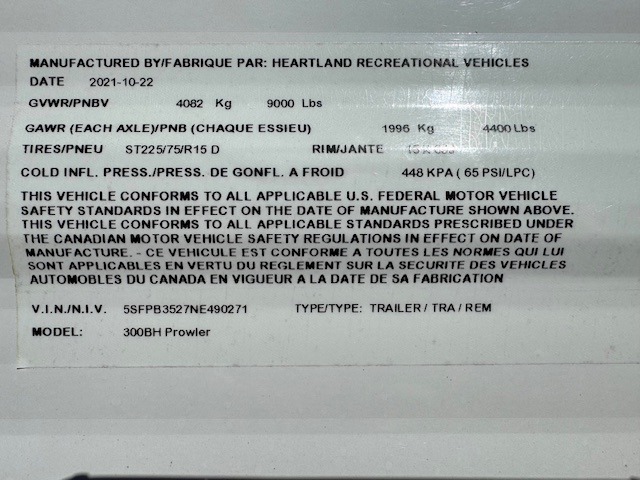 MANUFACTURED BY/FABRIQUE PAR: HEARTLAND RECREATIONAL VEHICLES
DATE 2021-10-22
GVWR/PNBV 4082 Kg 9000 Lbs
GAWR (EACH AXLE)/PNB (CHAQUE ESSIEU) 1996 Kg 4400 Lbs
TIRES/PNEU ST225/75/R15 D RIM/JANTE
COLD INFL. PRESS./PRESS. DE GONFL. A FROID 448 KPA ( 65 PSI/LPC)
THIS VEHICLE CONFORMS TO ALL APPLICABLE U.S. FEDERAL MOTOR VEHICLE
SAFETY STANDARDS IN EFFECT ON THE DATE OF MANUFACTURE SHOWN ABOVE.
THIS VEHICLE CONFORMS TO ALL APPLICABLE STANDARDS PRESCRIBED UNDER
THE CANADIAN MOTOR VEHICLE SAFETY REGULATIONS IN EFFECT ON DATE OF
MANUFACTURE. - CE VEHICULE EST CONFORME A TOUTES LES NORMES QUI LUI
SONT APPLICABLES EN VERTU DU REGLEMENT SUR LA SECURITE DES VEHICLES
AUTOMOBILES DU CANADA EN VIGUEUR A LA DATE DE SA FABRICATION
V.I.N./N.I.V. 5SFPB3527NE490271 TYPE/TYPE: TRAILER / TRA / REM
MODEL: 300BH Prowler